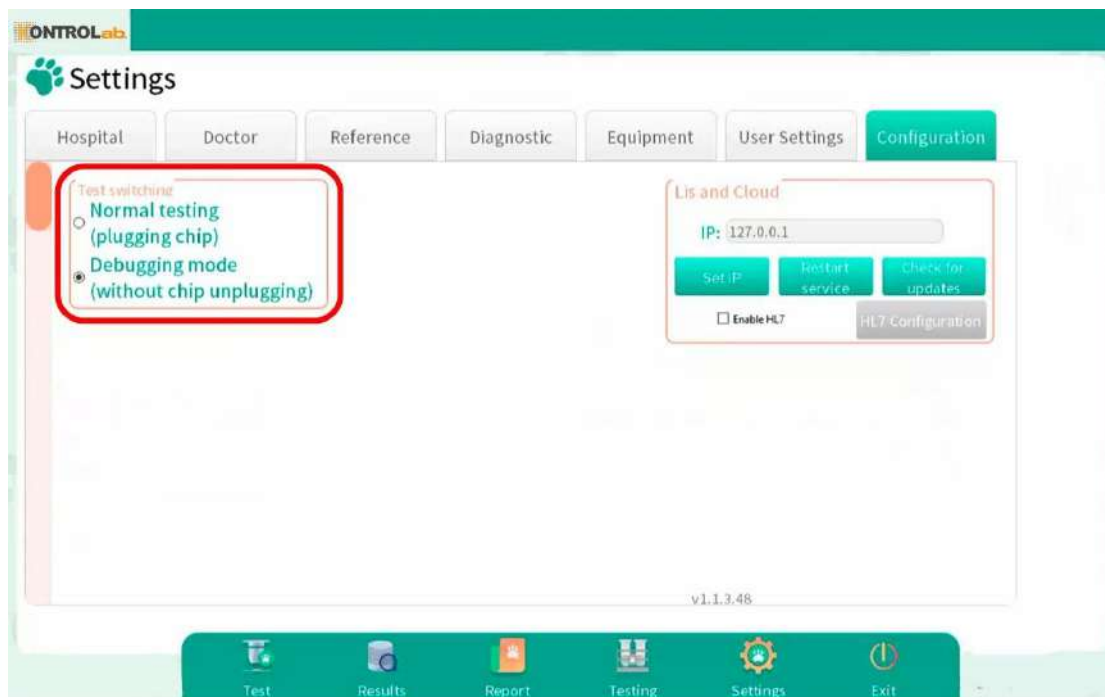 KONTROLab
Settings
Hospital Doctor Reference Diagnostic Equipment User Settings Configuration
Test switching
Normal testing
(plugging chip)
Debugging mode
(without chip unplugging)
Lis and Cloud
IP: 127.0.0.1
Set IP Restart service Check for updates
Enable HL7 HL7 Configuration
v1.1.3.48
Test Results Report Testing Settings Exit